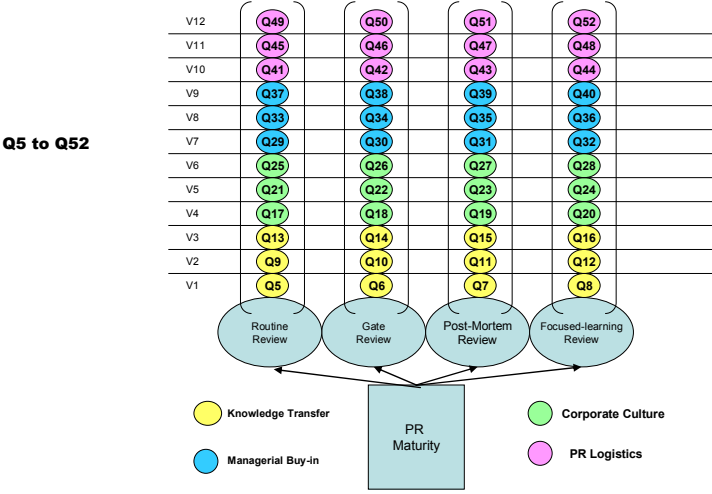 V12 Q49 Q50 Q51 Q52
V11 Q45 Q46 Q47 Q48
V10 Q41 Q42 Q43 Q44
V9 Q37 Q38 Q39 Q40
V8 Q33 Q34 Q35 Q36
Q5 to Q52
V7 Q29 Q30 Q31 Q32
V6 Q25 Q26 Q27 Q28
V5 Q21 Q22 Q23 Q24
V4 Q17 Q18 Q19 Q20
V3 Q13 Q14 Q15 Q16
V2 Q9 Q10 Q11 Q12
V1 Q5 Q6 Q7 Q8
Routine
Review
Gate
Review
Post-Mortem
Review
Focused-learning
Review
Knowledge Transfer
Managerial Buy-in
PR
Maturity
Corporate Culture
PR Logistics